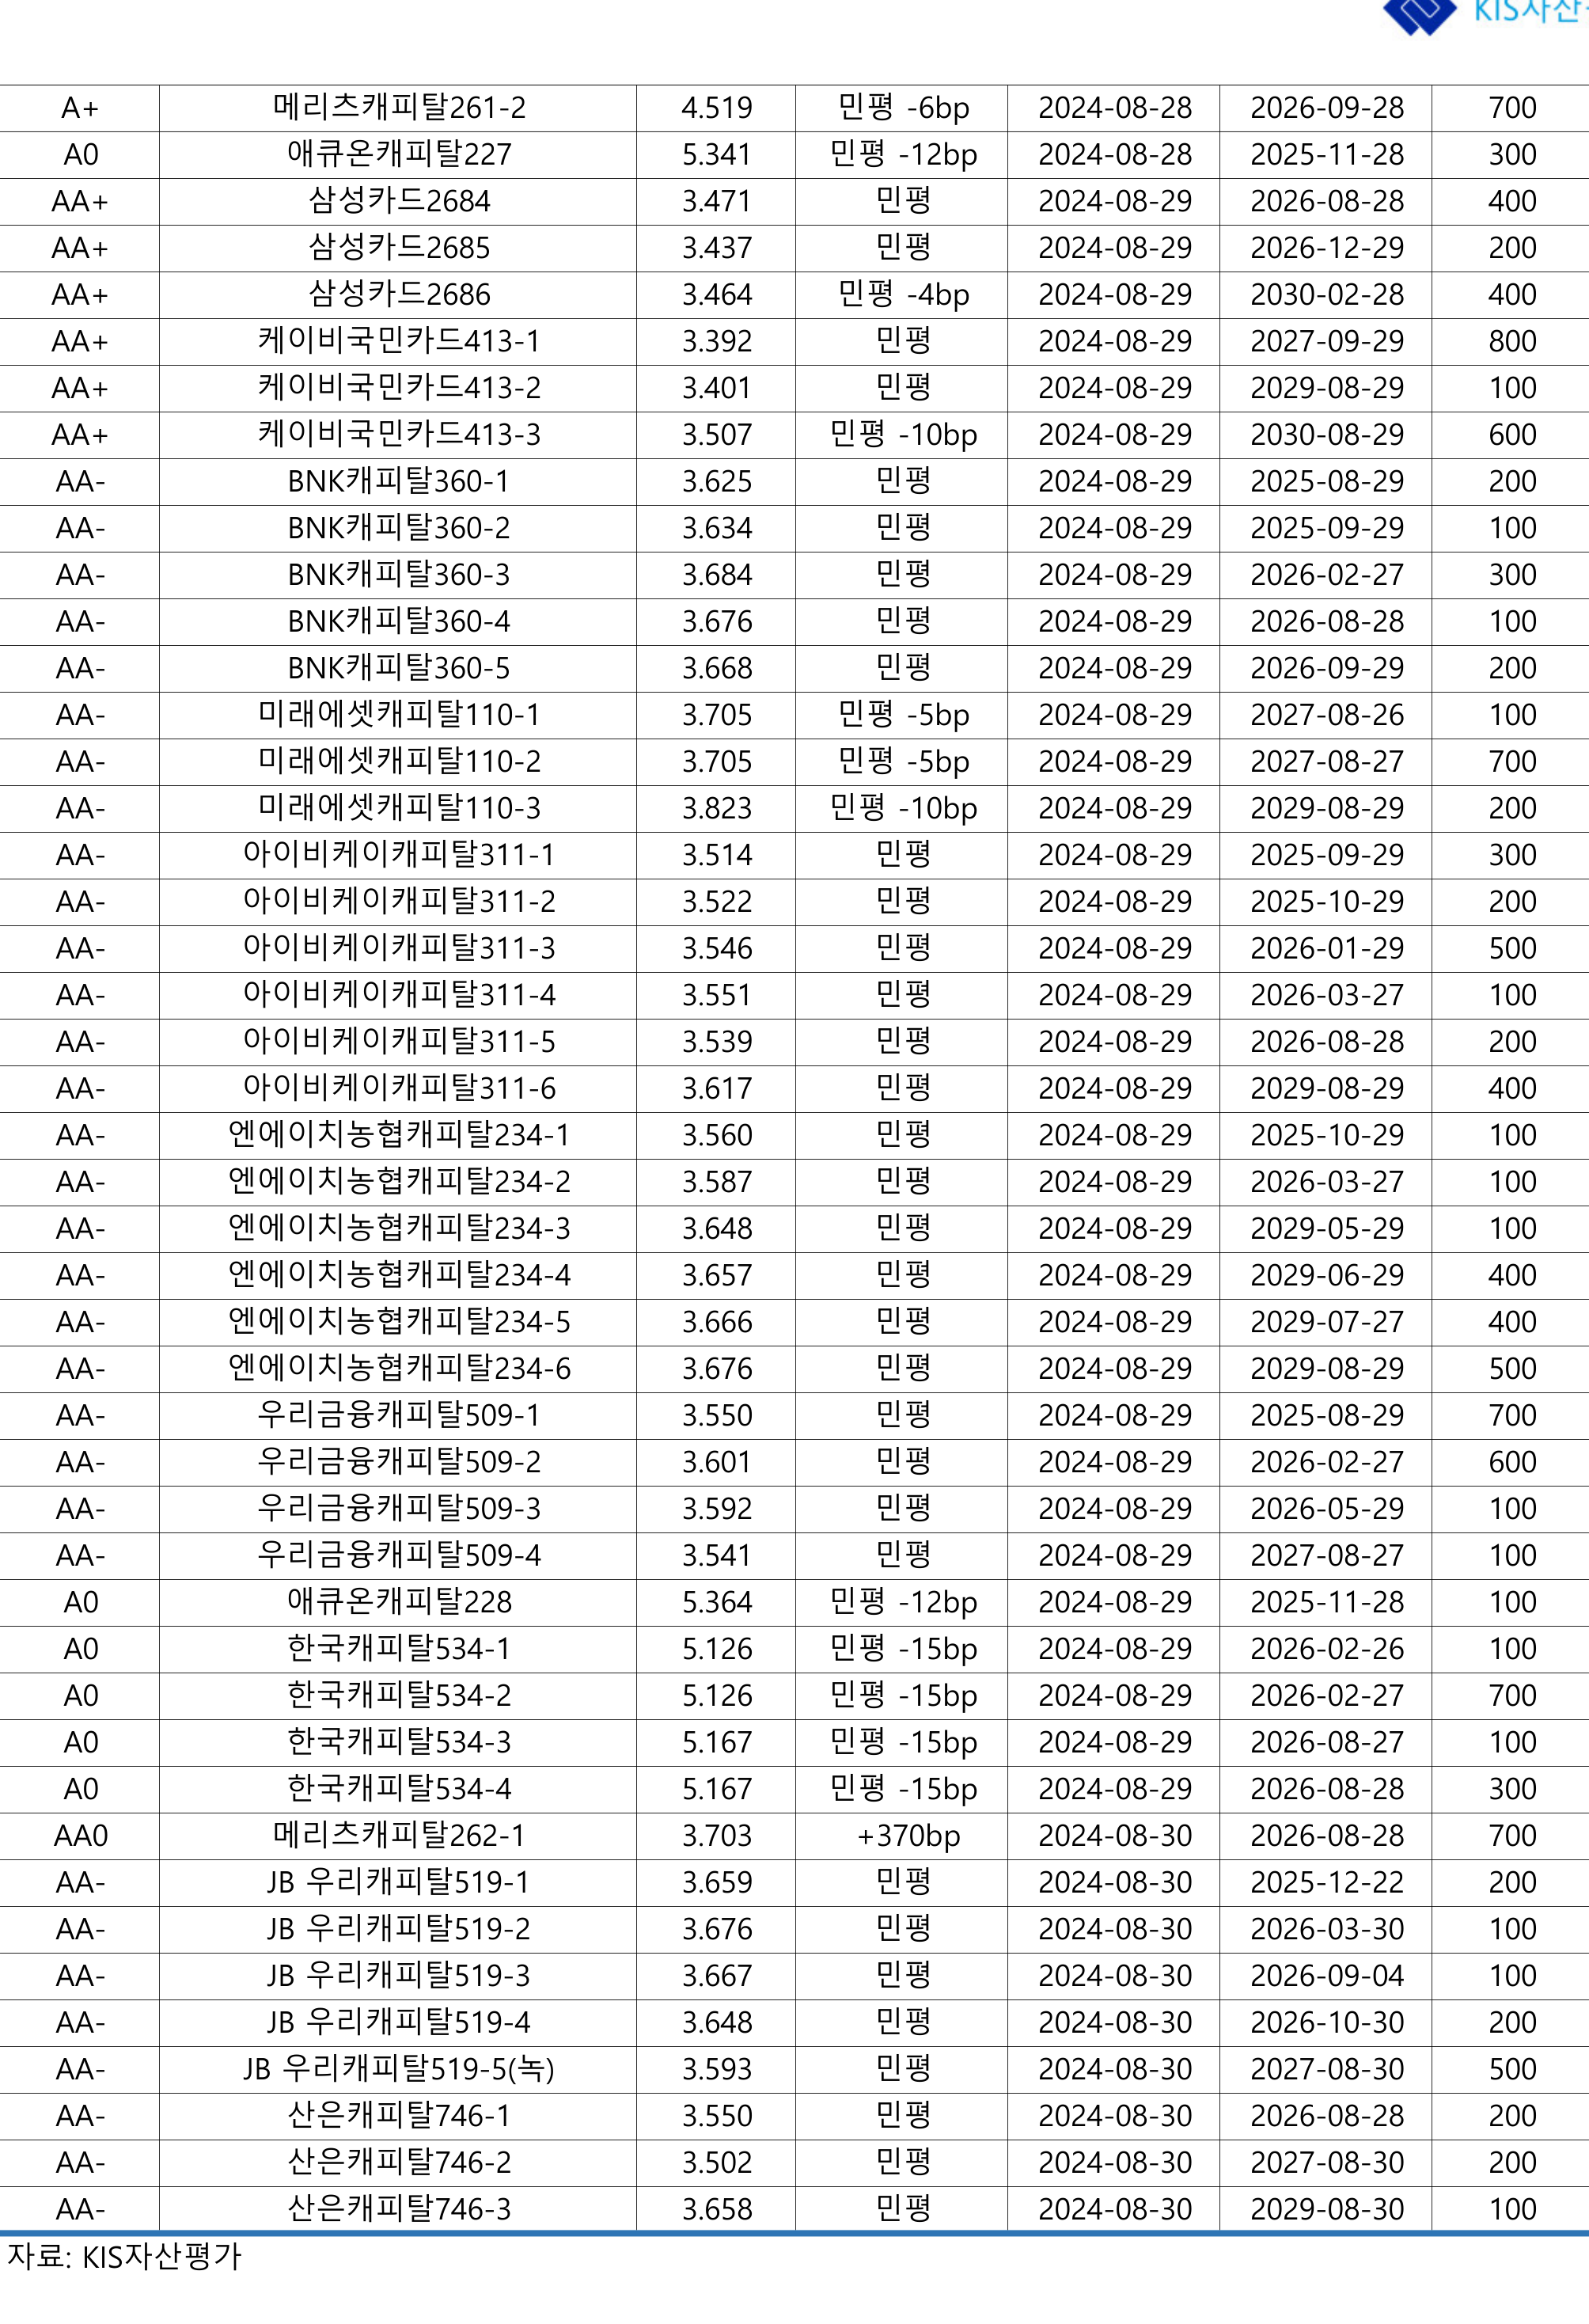 KIS자산
A+ 메리츠캐피탈261-2 4.519 민평 -6bp 2024-08-28 2026-09-28 700
A0 애큐온캐피탈227 5.341 민평 -12bp 2024-08-28 2025-11-28 300
AA+ 삼성카드2684 3.471 민평 2024-08-29 2026-08-28 400
AA+ 삼성카드2685 3.437 민평 2024-08-29 2026-12-29 200
AA+ 삼성카드2686 3.464 민평 -4bp 2024-08-29 2030-02-28 400
AA+ 케이비국민카드413-1 3.392 민평 2024-08-29 2027-09-29 800
AA+ 케이비국민카드413-2 3.401 민평 2024-08-29 2029-08-29 100
AA+ 케이비국민카드413-3 3.507 민평 -10bp 2024-08-29 2030-08-29 600
AA- BNK캐피탈360-1 3.625 민평 2024-08-29 2025-08-29 200
AA- BNK캐피탈360-2 3.634 민평 2024-08-29 2025-09-29 100
AA- BNK캐피탈360-3 3.684 민평 2024-08-29 2026-02-27 300
AA- BNK캐피탈360-4 3.676 민평 2024-08-29 2026-08-28 100
AA- BNK캐피탈360-5 3.668 민평 2024-08-29 2026-09-29 200
AA- 미래에셋캐피탈110-1 3.705 민평 -5bp 2024-08-29 2027-08-26 100
AA- 미래에셋캐피탈110-2 3.705 민평 -5bp 2024-08-29 2027-08-27 700
AA- 미래에셋캐피탈110-3 3.823 민평 -10bp 2024-08-29 2029-08-29 200
AA- 아이비케이캐피탈311-1 3.514 민평 2024-08-29 2025-09-29 300
AA- 아이비케이캐피탈311-2 3.522 민평 2024-08-29 2025-10-29 200
AA- 아이비케이캐피탈311-3 3.546 민평 2024-08-29 2026-01-29 500
AA- 아이비케이캐피탈311-4 3.551 민평 2024-08-29 2026-03-27 100
AA- 아이비케이캐피탈311-5 3.539 민평 2024-08-29 2026-08-28 200
AA- 아이비케이캐피탈311-6 3.617 민평 2024-08-29 2029-08-29 400
AA- 엔에이치농협캐피탈234-1 3.560 민평 2024-08-29 2025-10-29 100
AA- 엔에이치농협캐피탈234-2 3.587 민평 2024-08-29 2026-03-27 100
AA- 엔에이치농협캐피탈234-3 3.648 민평 2024-08-29 2029-05-29 100
AA- 엔에이치농협캐피탈234-4 3.657 민평 2024-08-29 2029-06-29 400
AA- 엔에이치농협캐피탈234-5 3.666 민평 2024-08-29 2029-07-27 400
AA- 엔에이치농협캐피탈234-6 3.676 민평 2024-08-29 2029-08-29 500
AA- 우리금융캐피탈509-1 3.550 민평 2024-08-29 2025-08-29 700
AA- 우리금융캐피탈509-2 3.601 민평 2024-08-29 2026-02-27 600
AA- 우리금융캐피탈509-3 3.592 민평 2024-08-29 2026-05-29 100
AA- 우리금융캐피탈509-4 3.541 민평 2024-08-29 2027-08-27 100
A0 애큐온캐피탈228 5.364 민평 -12bp 2024-08-29 2025-11-28 100
A0 한국캐피탈534-1 5.126 민평 -15bp 2024-08-29 2026-02-26 100
A0 한국캐피탈534-2 5.126 민평 -15bp 2024-08-29 2026-02-27 700
A0 한국캐피탈534-3 5.167 민평 -15bp 2024-08-29 2026-08-27 100
A0 한국캐피탈534-4 5.167 민평 -15bp 2024-08-29 2026-08-28 300
AA0 메리츠캐피탈262-1 3.703 +370bp 2024-08-30 2026-08-28 700
AA- JB 우리캐피탈519-1 3.659 민평 2024-08-30 2025-12-22 200
AA- JB 우리캐피탈519-2 3.676 민평 2024-08-30 2026-03-30 100
AA- JB 우리캐피탈519-3 3.667 민평 2024-08-30 2026-09-04 100
AA- JB 우리캐피탈519-4 3.648 민평 2024-08-30 2026-10-30 200
AA- JB 우리캐피탈519-5(녹) 3.593 민평 2024-08-30 2027-08-30 500
AA- 산은캐피탈746-1 3.550 민평 2024-08-30 2026-08-28 200
AA- 산은캐피탈746-2 3.502 민평 2024-08-30 2027-08-30 200
AA- 산은캐피탈746-3 3.658 민평 2024-08-30 2029-08-30 100
자료: KIS자산평가